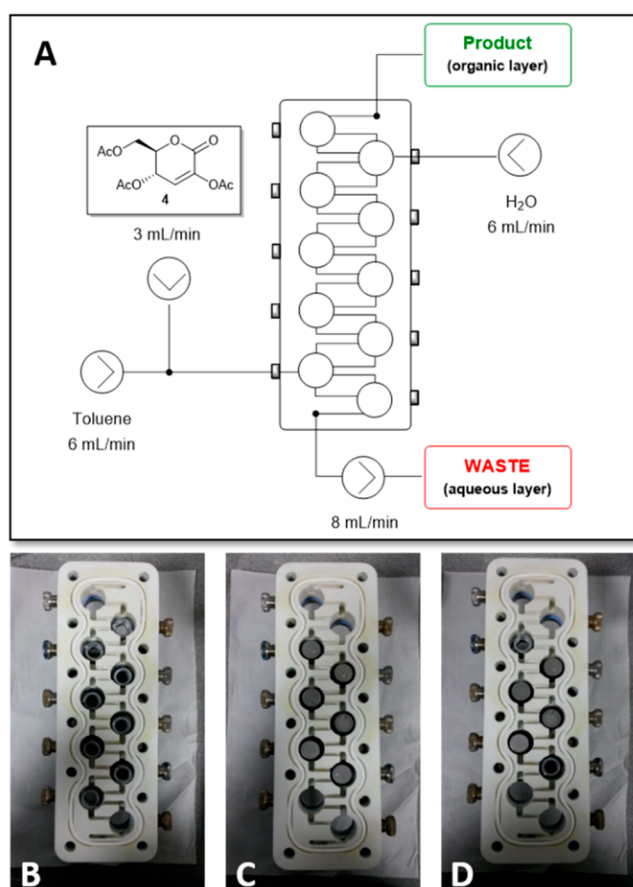 A
Product
(organic layer)
AcO
O
O
AcO
OAc
4
3 mL/min
H₂O
6 mL/min
Toluene
6 mL/min
WASTE
(aqueous layer)
8 mL/min
B
C
D